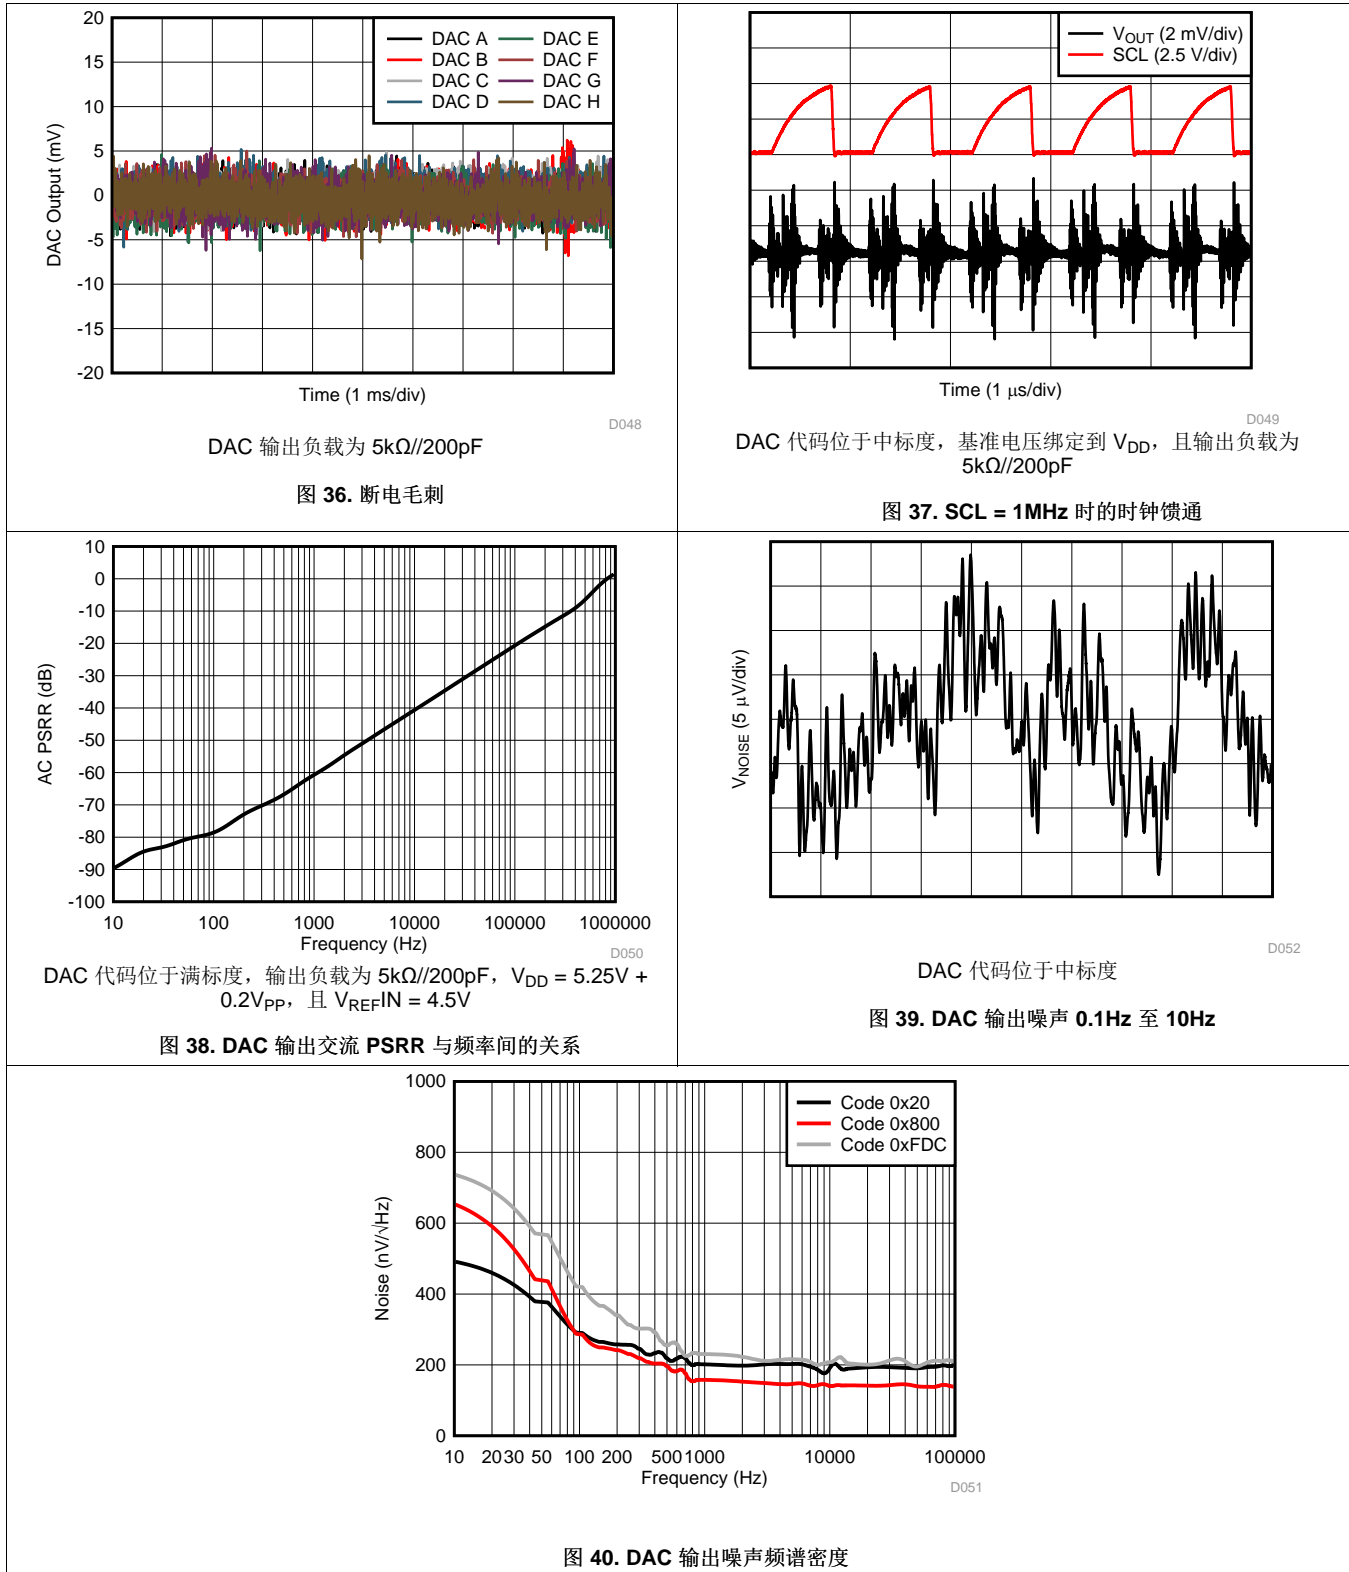 20
15
10
5
0
-5
-10
-15
-20
DAC Output (mV)
DAC A
DAC B
DAC C
DAC D
DAC E
DAC F
DAC G
DAC H
Time (1 ms/div)
D048
DAC 输出负载为 5kΩ//200pF
图 36. 断电毛刺
VOUT (2 mV/div)
SCL (2.5 V/div)
Time (1 μs/div)
D049
DAC 代码位于中标度，基准电压绑定到 VDD，且输出负载为
5kΩ//200pF
图 37. SCL = 1MHz 时的时钟馈通
10
0
-10
-20
-30
-40
-50
-60
-70
-80
-90
-100
AC PSRR (dB)
10 100 1000 10000 100000 1000000
Frequency (Hz)
D050
DAC 代码位于满标度，输出负载为 5kΩ//200pF，VDD = 5.25V +
0.2VPP，且 VREFIN = 4.5V
图 38. DAC 输出交流 PSRR 与频率间的关系
VNOISE (5 μV/div)
D052
DAC 代码位于中标度
图 39. DAC 输出噪声 0.1Hz 至 10Hz
1000
800
600
400
200
0
Noise (nV/√Hz)
Code 0x20
Code 0x800
Code 0xFDC
10 20 30 50 100 200 500 1000 10000 100000
Frequency (Hz)
D051
图 40. DAC 输出噪声频谱密度